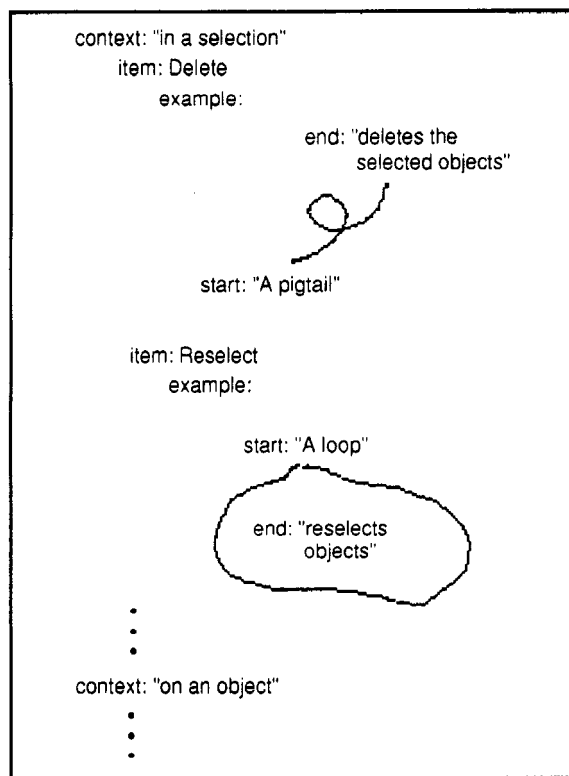 context: "in a selection"
item: Delete
example:
end: "deletes the
selected objects"
start: "A pigtail"
item: Reselect
example:
start: "A loop"
end: "reselects
objects"
context: "on an object"